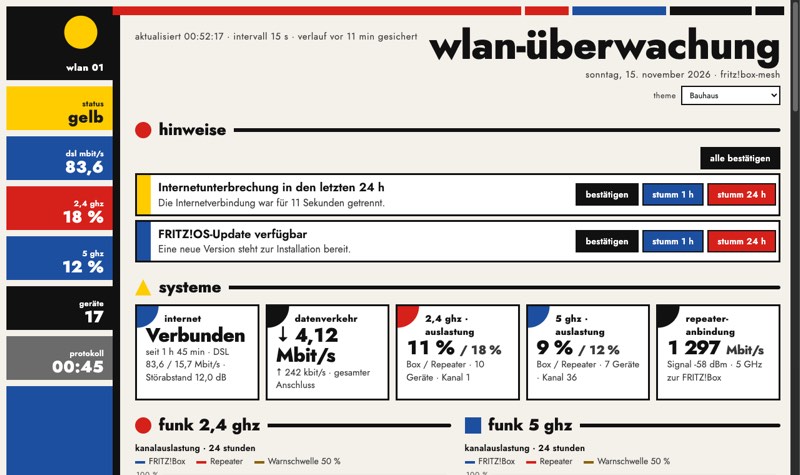 wlan 01
status
gelb
dsl mbit/s
83,6
2,4 ghz
18 %
5 ghz
12 %
geräte
17
protokoll
00:45
aktualisiert 00:52:17 · intervall 15 s · verlauf vor 11 min gesichert
wlan-überwachung
sonntag, 15. november 2026 · fritz!box-mesh
theme Bauhaus
hinweise
alle bestätigen
Internetunterbrechung in den letzten 24 h
Die Internetverbindung war für 11 Sekunden getrennt.
bestätigen stumm 1 h stumm 24 h
FRITZ!OS-Update verfügbar
Eine neue Version steht zur Installation bereit.
bestätigen stumm 1 h stumm 24 h
systeme
internet
Verbunden
seit 1 h 45 min · DSL
83,6 / 15,7 Mbit/s ·
Störabstand 12,0 dB
datenverkehr
↓ 4,12
Mbit/s
↑ 242 kbit/s · gesamter
Anschluss
2,4 ghz ·
auslastung
11 % / 18 %
Box / Repeater · 10
Geräte · Kanal 1
5 ghz ·
auslastung
9 % / 12 %
Box / Repeater · 7 Geräte
· Kanal 36
repeater-
anbindung
1 297 Mbit/s
Signal -58 dBm · 5 GHz
zur FRITZ!Box
funk 2,4 ghz
kanalauslastung · 24 stunden
FRITZ!Box Repeater Warnschwelle 50 %
100 %
funk 5 ghz
kanalauslastung · 24 stunden
FRITZ!Box Repeater Warnschwelle 50 %
100 %